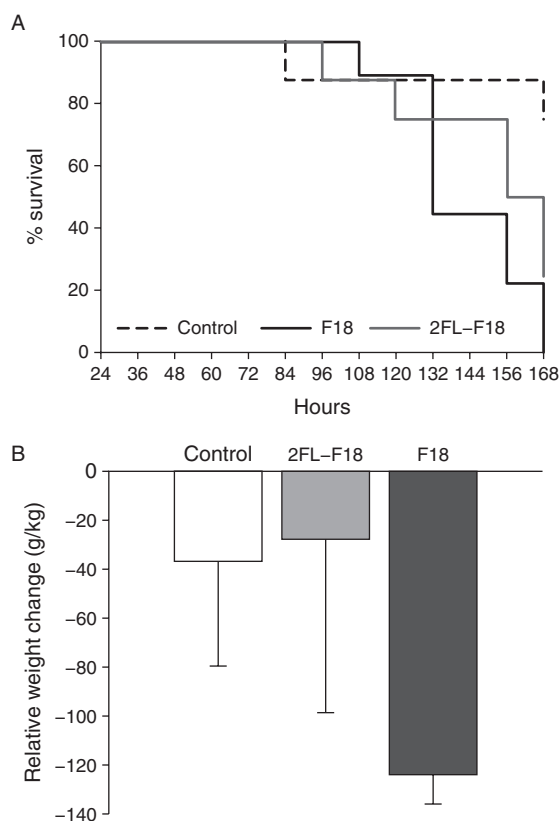 A
100
80
60
40
20
0
% survival
Control F18 2FL–F18
24 36 48 60 72 84 96 108 120 132 144 156 168
Hours
B
Control 2FL–F18 F18
0
−20
−40
−60
−80
−100
−120
−140
Relative weight change (g/kg)